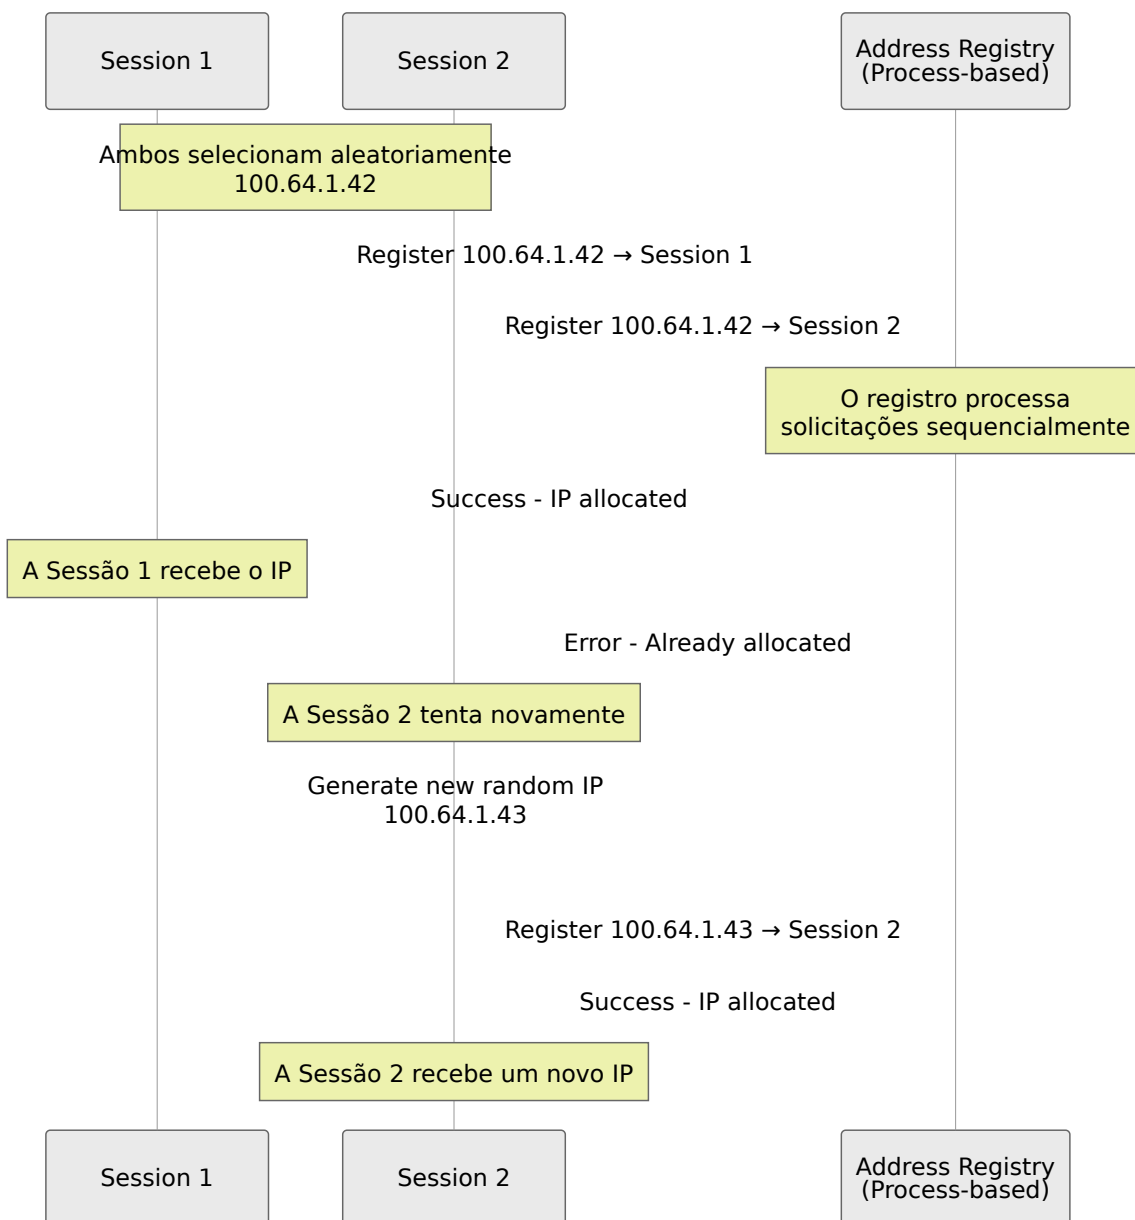 Session 1
Session 2
Address Registry
(Process-based)
Ambos selecionam aleatoriamente
100.64.1.42
Register 100.64.1.42 → Session 1
Register 100.64.1.42 → Session 2
O registro processa
solicitações sequencialmente
Success - IP allocated
A Sessão 1 recebe o IP
Error - Already allocated
A Sessão 2 tenta novamente
Generate new random IP
100.64.1.43
Register 100.64.1.43 → Session 2
Success - IP allocated
A Sessão 2 recebe um novo IP
Session 1
Session 2
Address Registry
(Process-based)